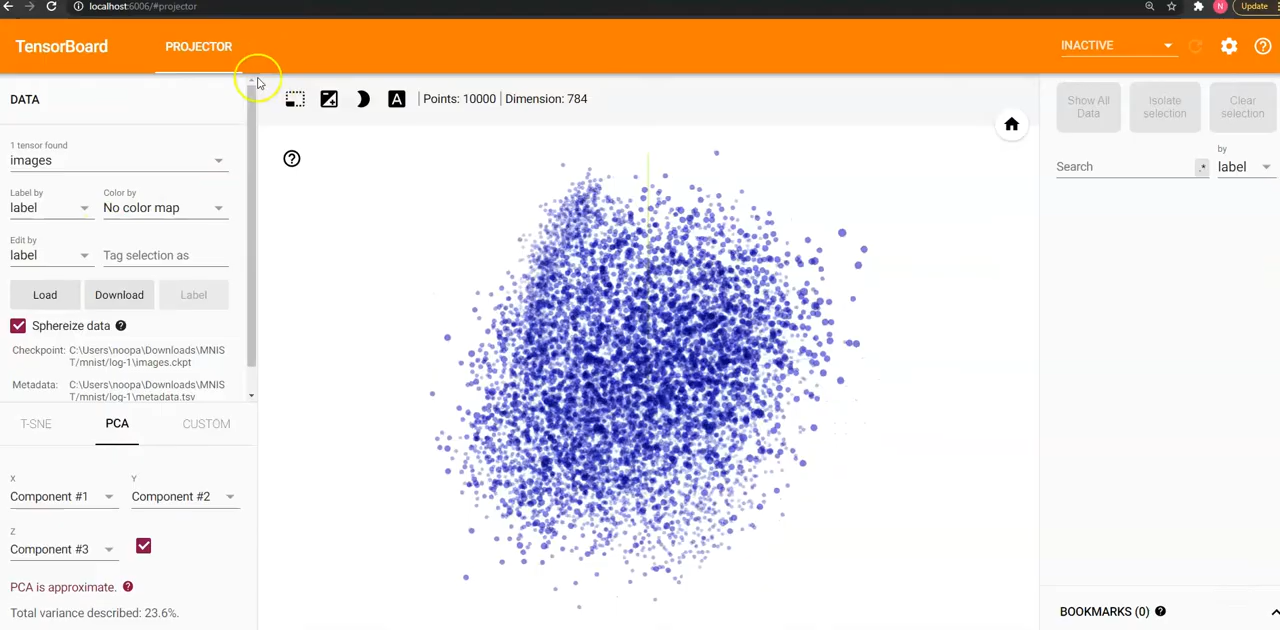 localhost:6006/#projector
N
Update
TensorBoard
PROJECTOR
INACTIVE
DATA
1 tensor found
images
Label by
label
Color by
No color map
Edit by
label
Tag selection as
Load
Download
Label
Sphereize data
Checkpoint: C:\Users\noopa\Downloads\MNIS
T/mnist/log-1\images.ckpt
Metadata: C:\Users\noopa\Downloads\MNIS
T/mnist/log-1\metadata.tsv
T-SNE
PCA
CUSTOM
X
Component #1
Y
Component #2
Z
Component #3
PCA is approximate.
Total variance described: 23.6%.
A
Points: 10000
Dimension: 784
Show All
Data
Isolate
selection
Clear
selection
Search
.*
by
label
BOOKMARKS (0)